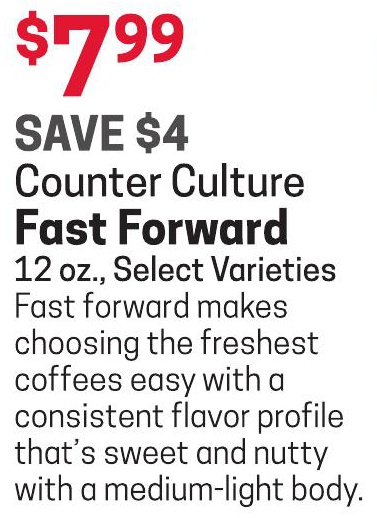 $7.99
SAVE $4
Counter Culture
Fast Forward
12 oz., Select Varieties
Fast forward makes
choosing the freshest
coffees easy with a
consistent flavor profile
that's sweet and nutty
with a medium-light body.